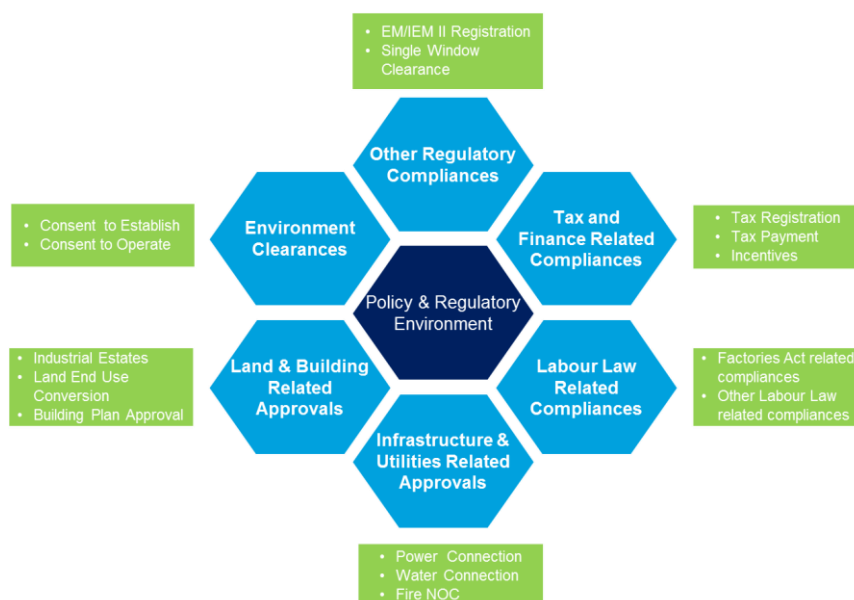 • EM/IEM II Registration
• Single Window
Clearance
Other Regulatory
Compliances
• Consent to Establish
• Consent to Operate
Environment
Clearances
Tax and
Finance Related
Compliances
• Tax Registration
• Tax Payment
• Incentives
Policy & Regulatory
Environment
• Industrial Estates
• Land End Use
Conversion
• Building Plan Approval
Land & Building
Related
Approvals
Labour Law
Related
Compliances
• Factories Act related
compliances
• Other Labour Law
related compliances
Infrastructure &
Utilities Related
Approvals
• Power Connection
• Water Connection
• Fire NOC